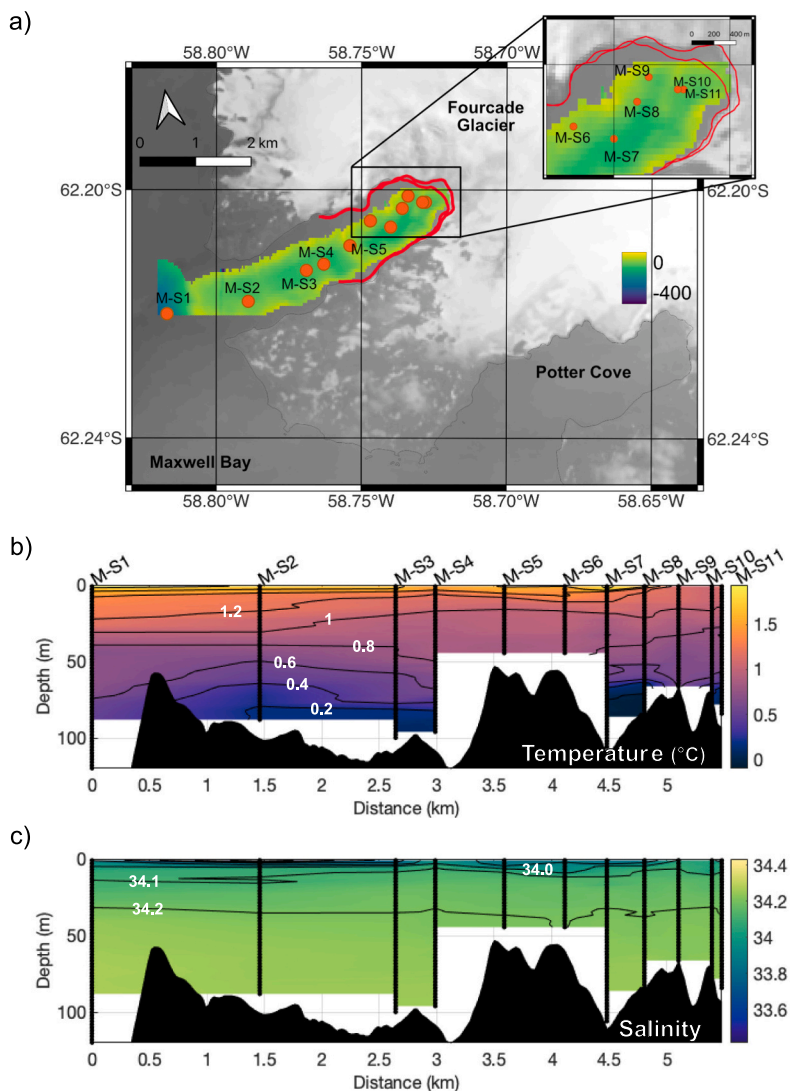 a)
58.80°W 58.75°W 58.70°W
0 200 400 m
M-S9
M-S10
M-S11
M-S8
M-S6
M-S7
Fourcade
Glacier
0 1 2 km
62.20°S 62.20°S
M-S4
M-S5
M-S3
M-S2
M-S1
0
-400
Potter Cove
62.24°S 62.24°S
Maxwell Bay
58.80°W 58.75°W 58.70°W 58.65°W
b)
M-S1 M-S2 M-S3 M-S4 M-S5 M-S6 M-S7 M-S8 M-S9 M-S10 M-S11
0
50
100
Depth (m)
1.2
1
0.8
0.6
0.4
0.2
1.5
1
0.5
0
Temperature (°C)
0 0.5 1 1.5 2 2.5 3 3.5 4 4.5 5
Distance (km)
c)
0
50
100
Depth (m)
34.1
34.0
34.2
34.4
34.2
34
33.8
33.6
Salinity
0 0.5 1 1.5 2 2.5 3 3.5 4 4.5 5
Distance (km)